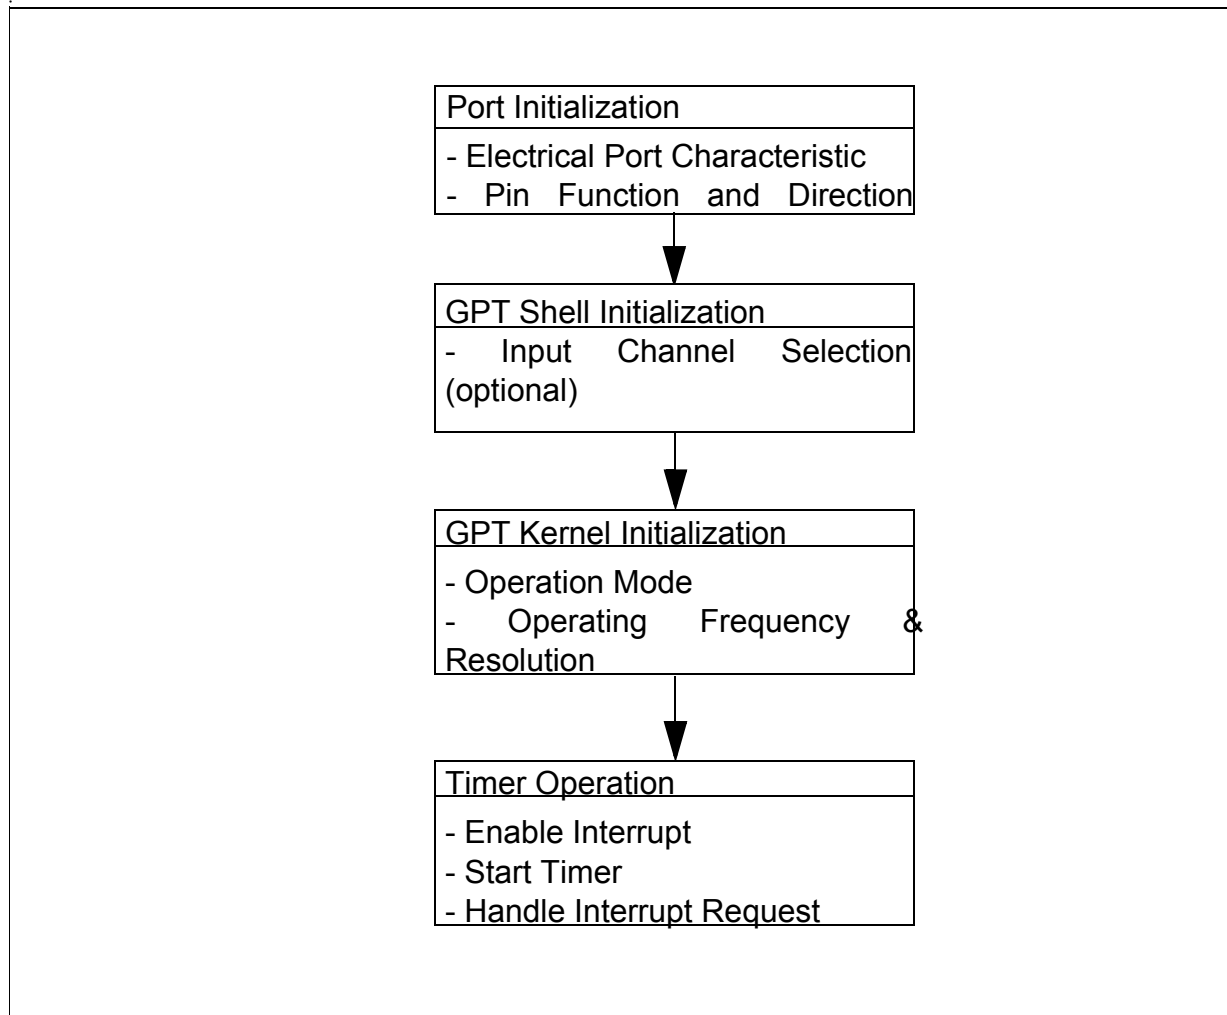 Port Initialization
- Electrical Port Characteristic
- Pin Function and Direction
GPT Shell Initialization
- Input Channel Selection
(optional)
GPT Kernel Initialization
- Operation Mode
- Operating Frequency &
Resolution
Timer Operation
- Enable Interrupt
- Start Timer
- Handle Interrupt Request